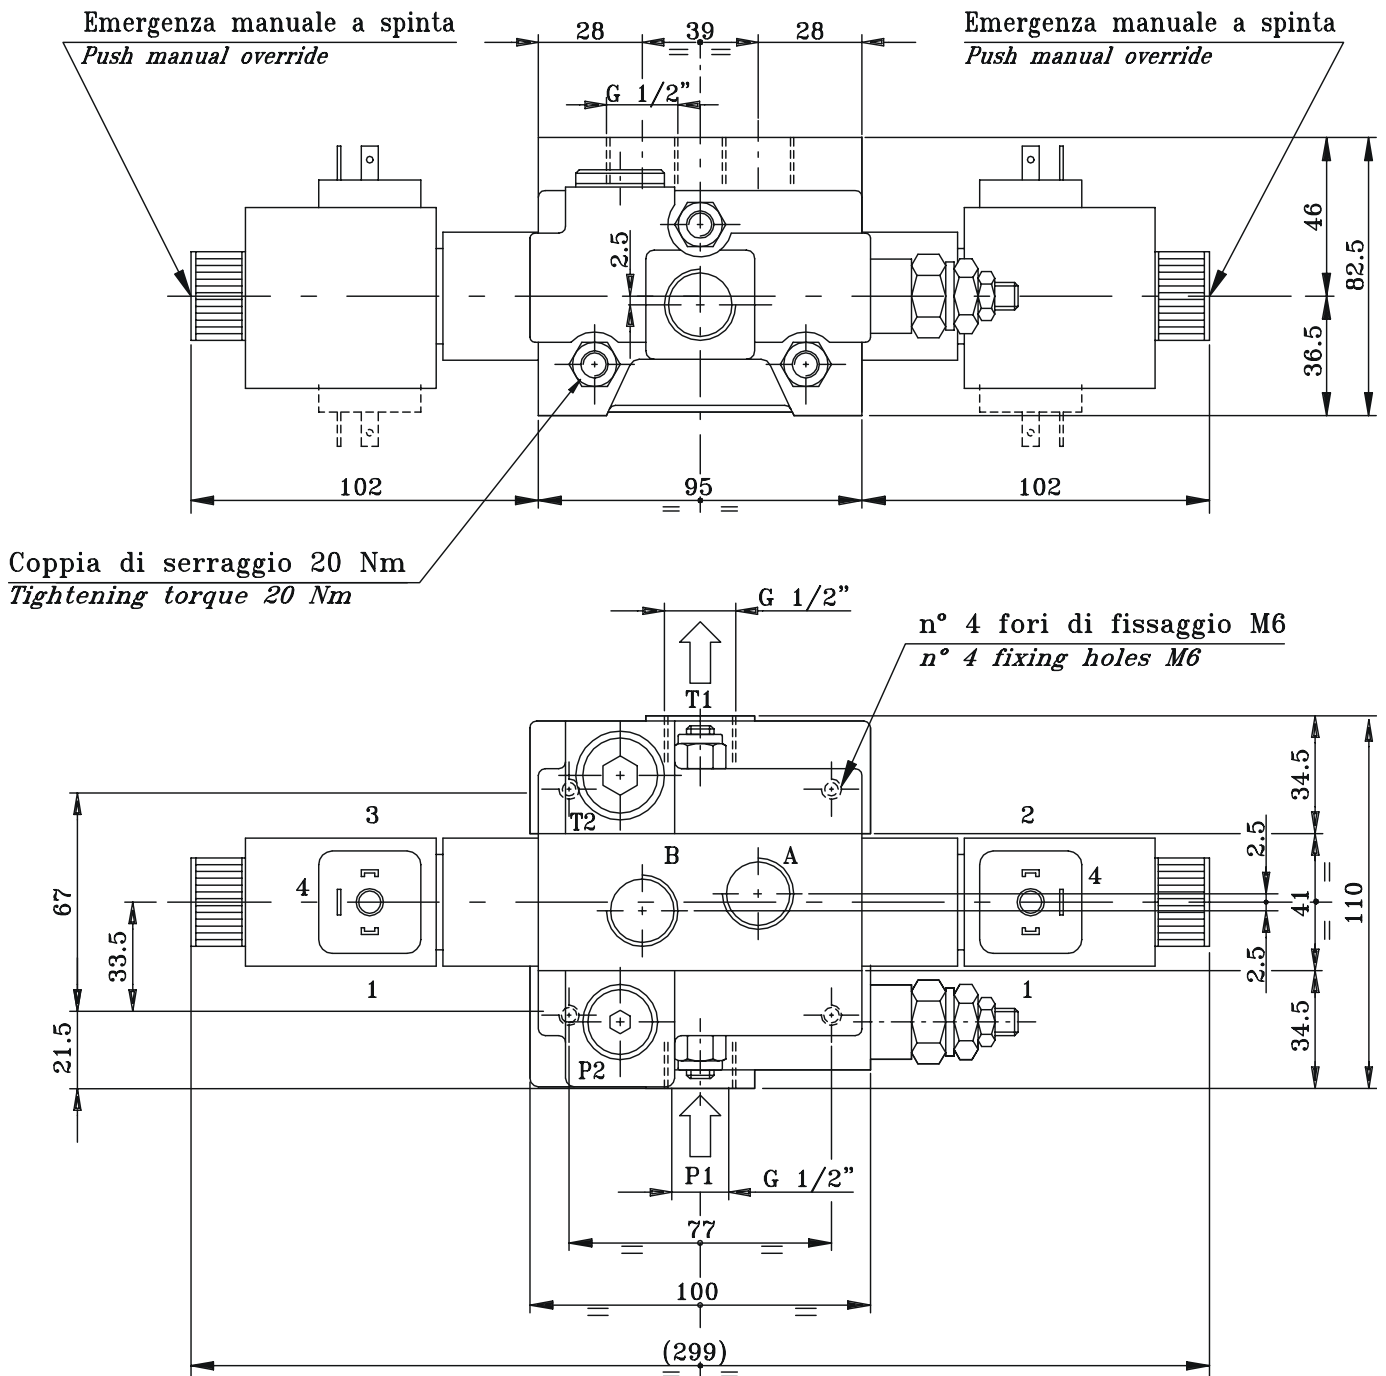 Emergenza manuale a spinta
Push manual override
28
39
28
Emergenza manuale a spinta
Push manual override
G 1/2"
2.5
46
82.5
36.5
102
95
102
Coppia di serraggio 20 Nm
Tightening torque 20 Nm
G 1/2"
n° 4 fori di fissaggio M6
n° 4 fixing holes M6
T1
34.5
3
T2
2
2.5
B
A
4
4
67
41
110
33.5
2.5
1
1
21.5
34.5
P2
P1
G 1/2"
77
100
(299)